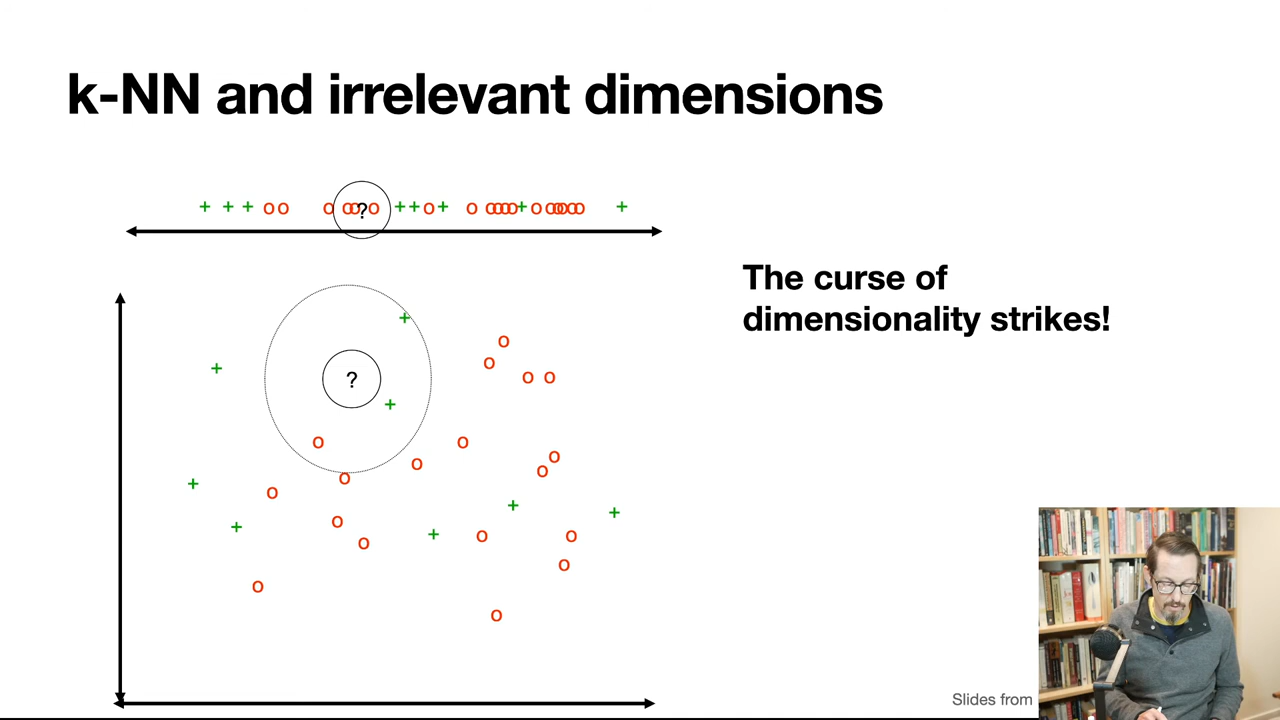 k-NN and irrelevant dimensions
?
The curse of
dimensionality strikes!
?
Slides from